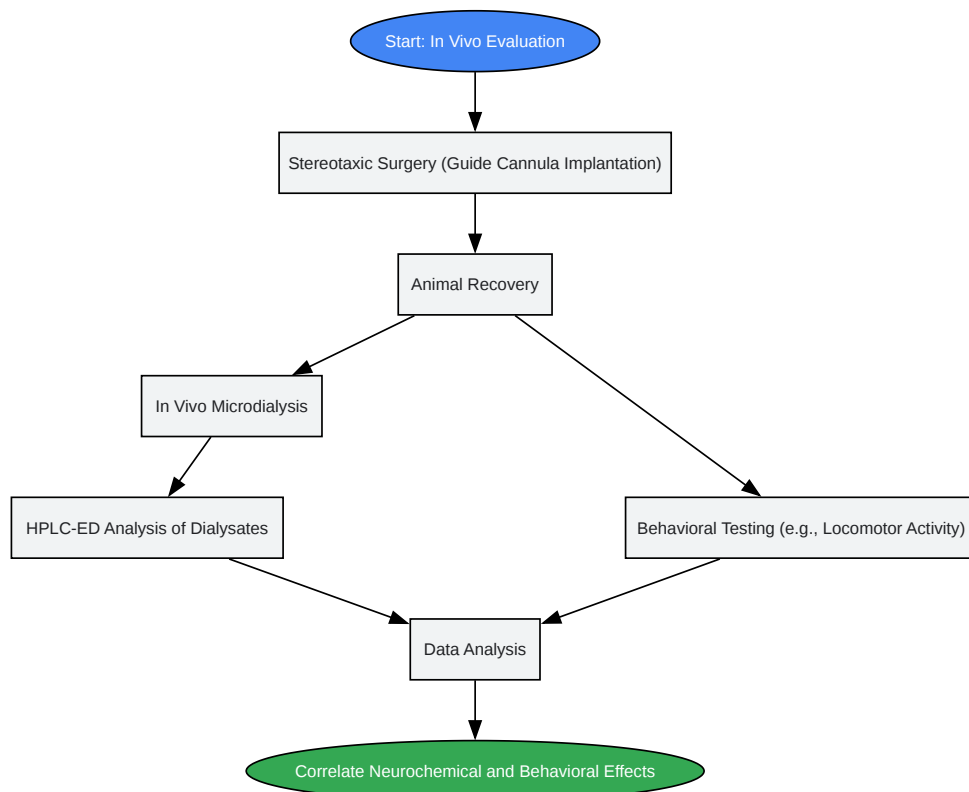 Start: In Vivo Evaluation
Stereotaxic Surgery (Guide Cannula Implantation)
Animal Recovery
In Vivo Microdialysis
HPLC-ED Analysis of Dialysates
Behavioral Testing (e.g., Locomotor Activity)
Data Analysis
Correlate Neurochemical and Behavioral Effects